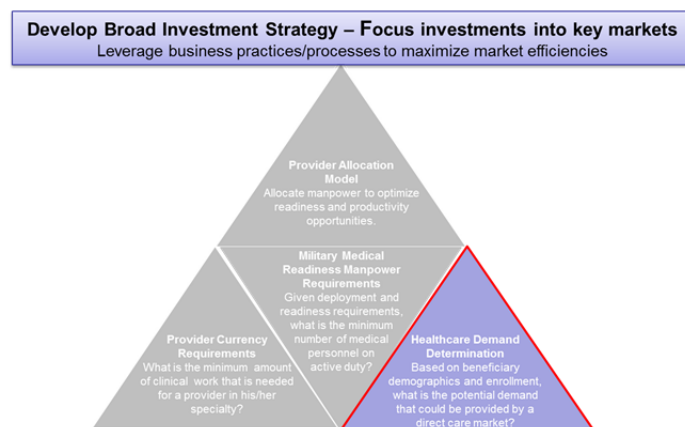 Develop Broad Investment Strategy – Focus investments into key markets
Leverage business practices/processes to maximize market efficiencies
Provider Allocation
Model
Allocate manpower to optimize
readiness and productivity
opportunities.
Military Medical
Readiness Manpower
Requirements
Given deployment and
readiness requirements,
what is the minimum
number of medical
personnel on
active duty?
Provider Currency
Requirements
What is the minimum amount
of clinical work that is needed
for a provider in his/her
specialty?
Healthcare Demand
Determination
Based on beneficiary
demographics and enrollment,
what is the potential demand
that could be provided by a
direct care market?